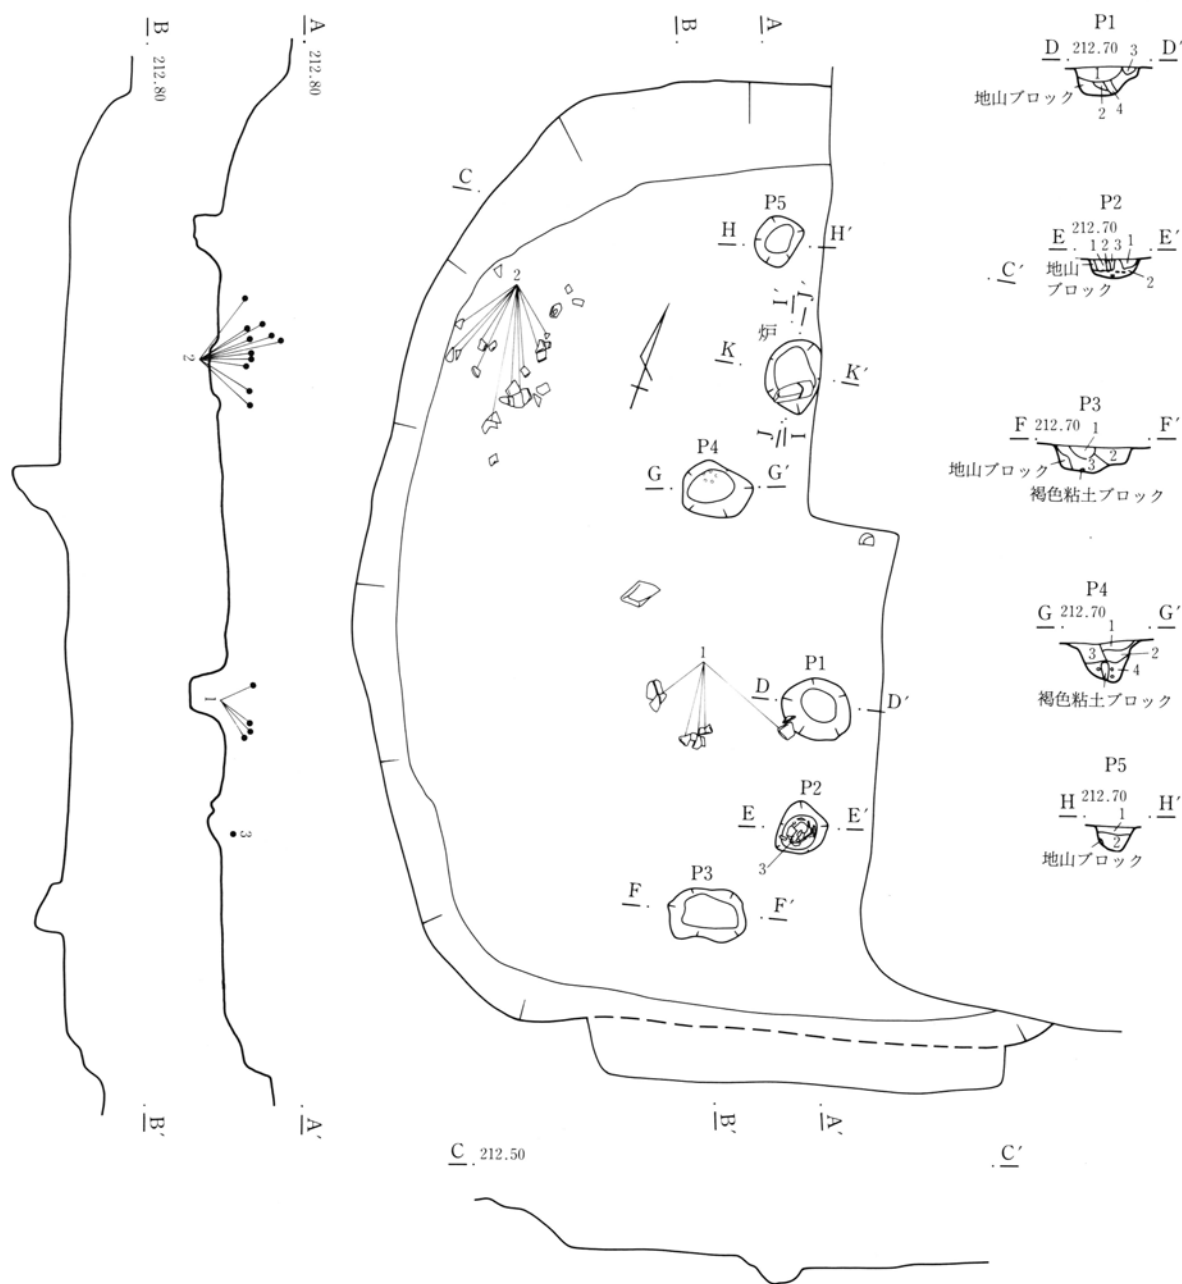 B 212.80
A 212.80
B
A
C
P5
H H′
2
C′
I′ J′
炉
K K′
J I
P4
G G′
1
P1
D D′
P2
E E′
3
P3
F F′
2
1
3
B′
A′
B′
A′
C 212.50 C′
P1
D 212.70 3 D′
1
地山ブロック
2 4
P2
E 212.70 E′
1 2 3 1
地山
ブロック
2
P3
F 212.70 1 F′
2
3
地山ブロック
褐色粘土ブロック
P4
G 212.70 1 G′
3 2
4
褐色粘土ブロック
P5
H 212.70 1 H′
2
地山ブロック